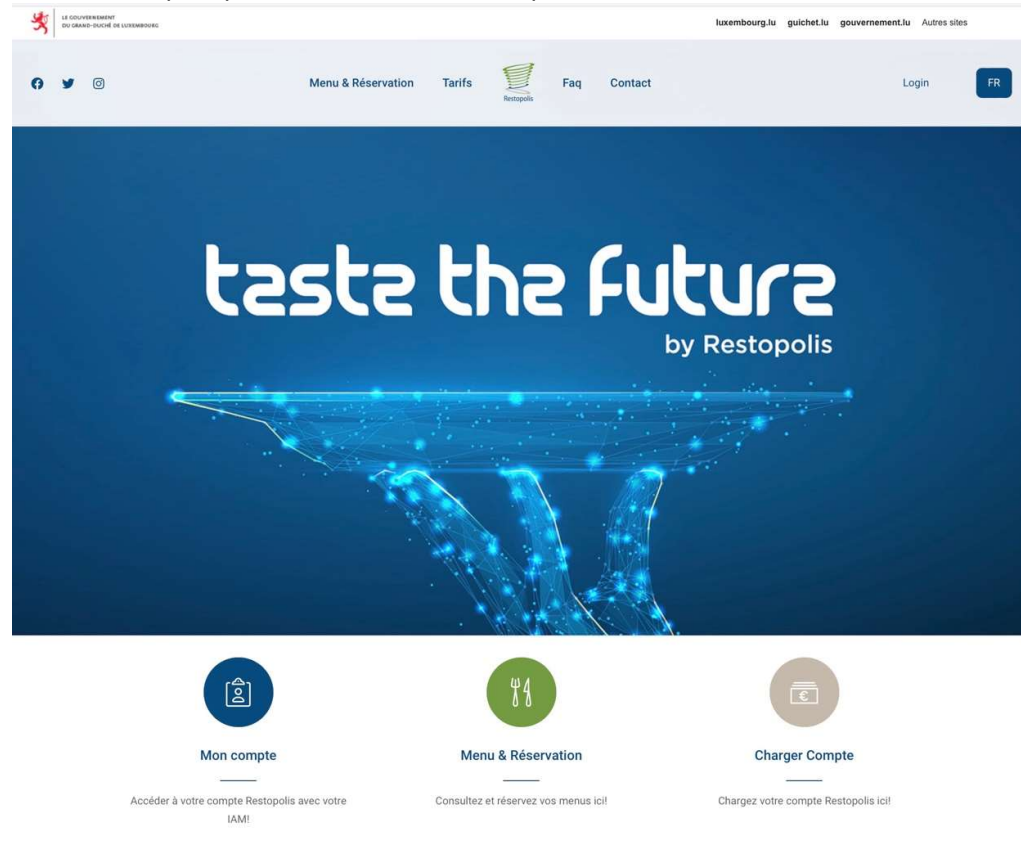 LE GOUVERNEMENT
DU GRAND-DUCHÉ DE LUXEMBOURG
luxembourg.lu guichet.lu gouvernement.lu Autres sites
Menu & Réservation Tarifs Restopolis Faq Contact Login FR
taste the future
by Restopolis
Mon compte
Accéder à votre compte Restopolis avec votre
IAM!
Menu & Réservation
Consultez et réservez vos menus ici!
Charger Compte
€
Chargez votre compte Restopolis ici!